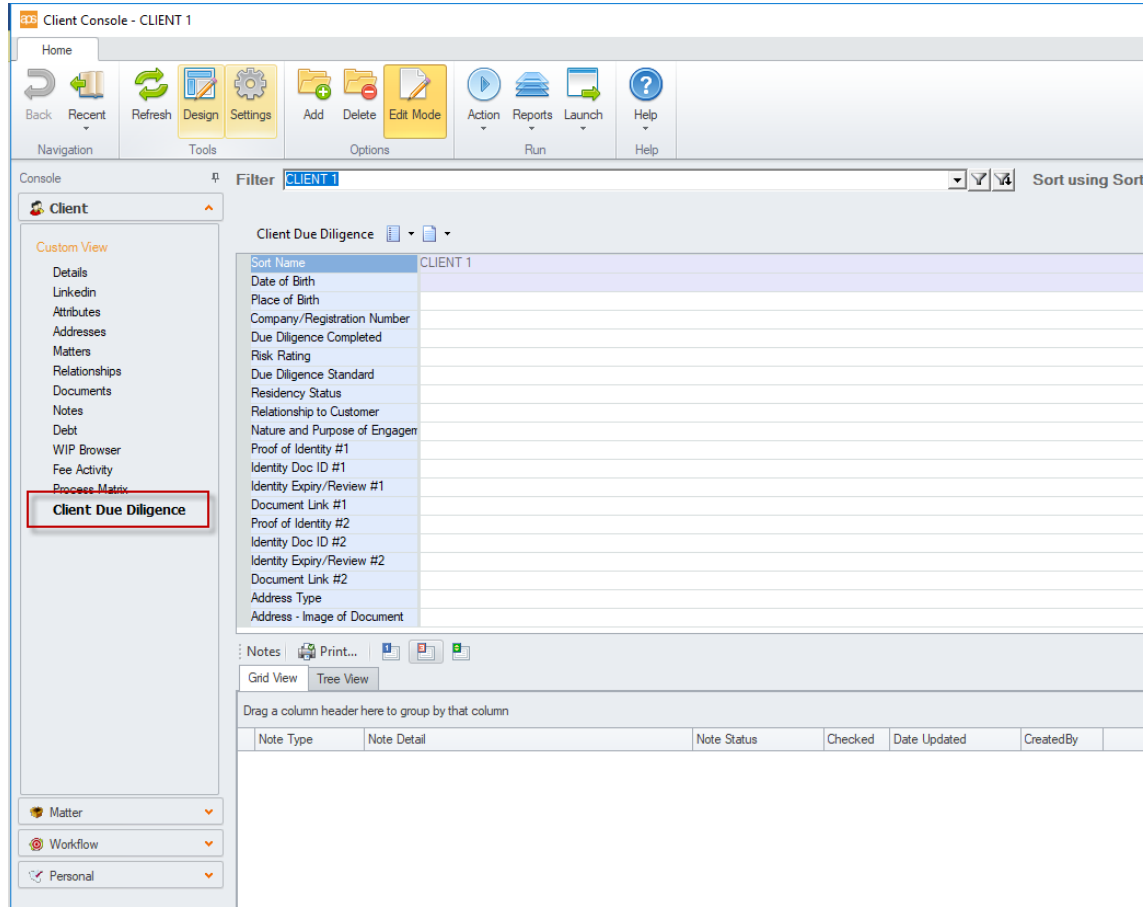 aps Client Console - CLIENT 1
Home
Back Recent Refresh Design Settings Add Delete Edit Mode Action Reports Launch Help
Navigation Tools Options Run Help
Console
Client
Custom View
Details
Linkedin
Attributes
Addresses
Matters
Relationships
Documents
Notes
Debt
WIP Browser
Fee Activity
Process Matrix
Client Due Diligence
Matter
Workflow
Personal
Filter CLIENT 1 Sort using Sort
Client Due Diligence
Sort Name CLIENT 1
Date of Birth
Place of Birth
Company/Registration Number
Due Diligence Completed
Risk Rating
Due Diligence Standard
Residency Status
Relationship to Customer
Nature and Purpose of Engagem
Proof of Identity #1
Identity Doc ID #1
Identity Expiry/Review #1
Document Link #1
Proof of Identity #2
Identity Doc ID #2
Identity Expiry/Review #2
Document Link #2
Address Type
Address - Image of Document
Notes Print...
Grid View Tree View
Drag a column header here to group by that column
Note Type Note Detail Note Status Checked Date Updated CreatedBy